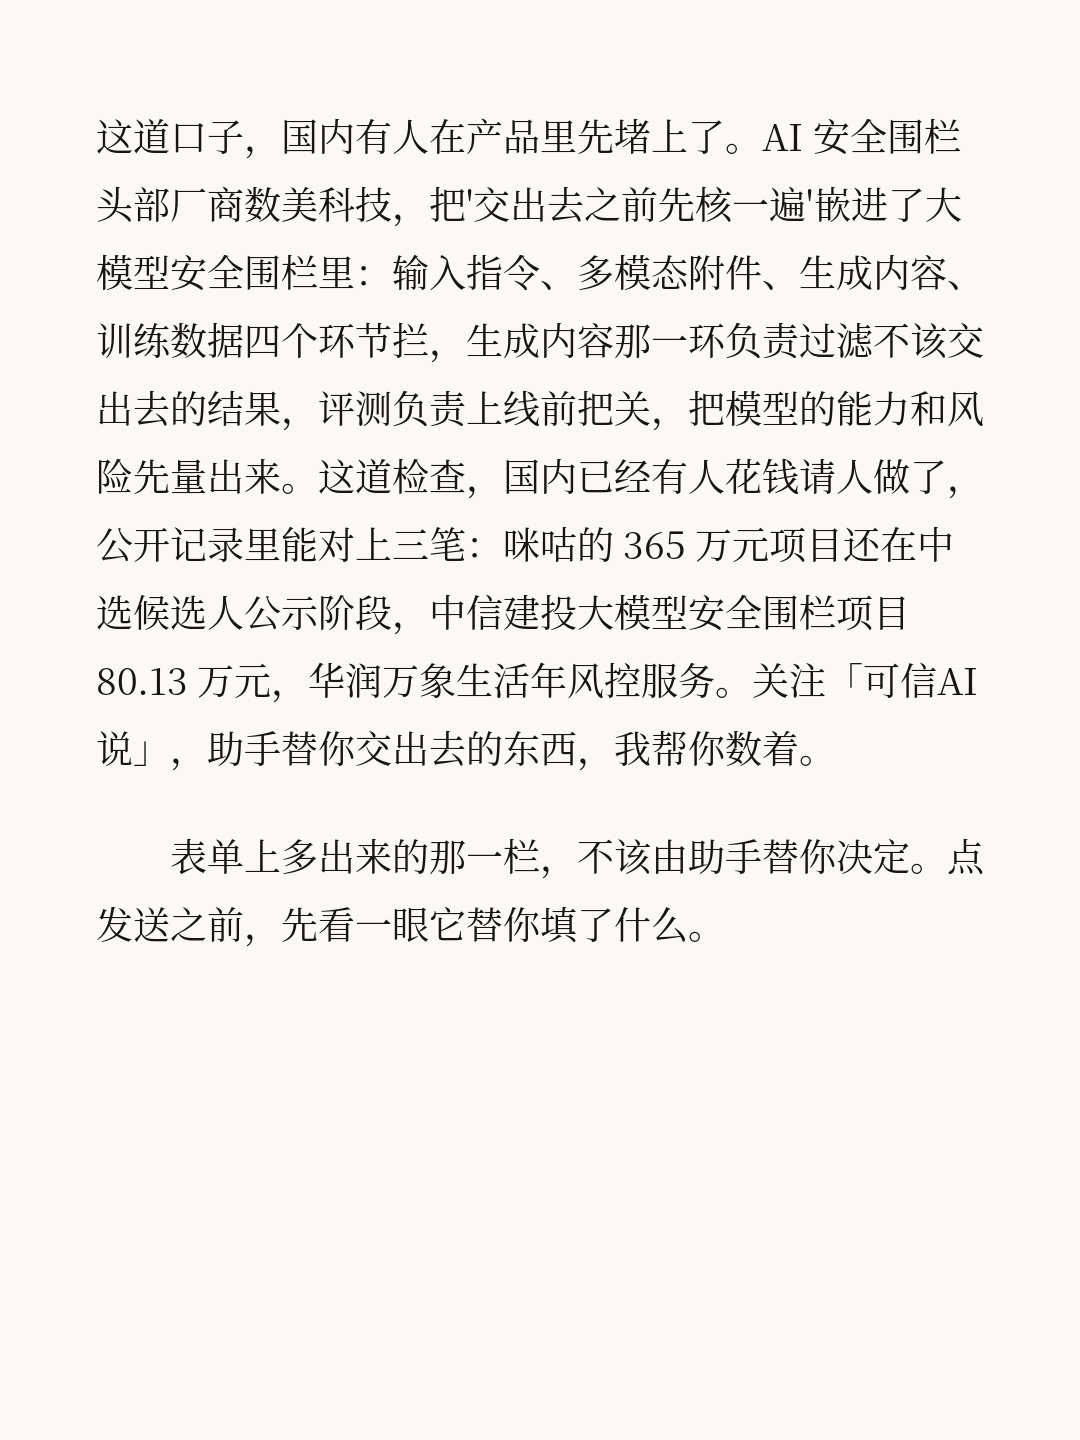 这道口子，国内有人在产品里先堵上了。AI 安全围栏
头部厂商数美科技，把'交出去之前先核一遍'嵌进了大
模型安全围栏里：输入指令、多模态附件、生成内容、
训练数据四个环节拦，生成内容那一环负责过滤不该交
出去的结果，评测负责上线前把关，把模型的能力和风
险先量出来。这道检查，国内已经有人花钱请人做了，
公开记录里能对上三笔：咪咕的 365 万元项目还在中
选候选人公示阶段，中信建投大模型安全围栏项目
80.13 万元，华润万象生活年风控服务。关注「可信AI
说」，助手替你交出去的东西，我帮你数着。
表单上多出来的那一栏，不该由助手替你决定。点
发送之前，先看一眼它替你填了什么。